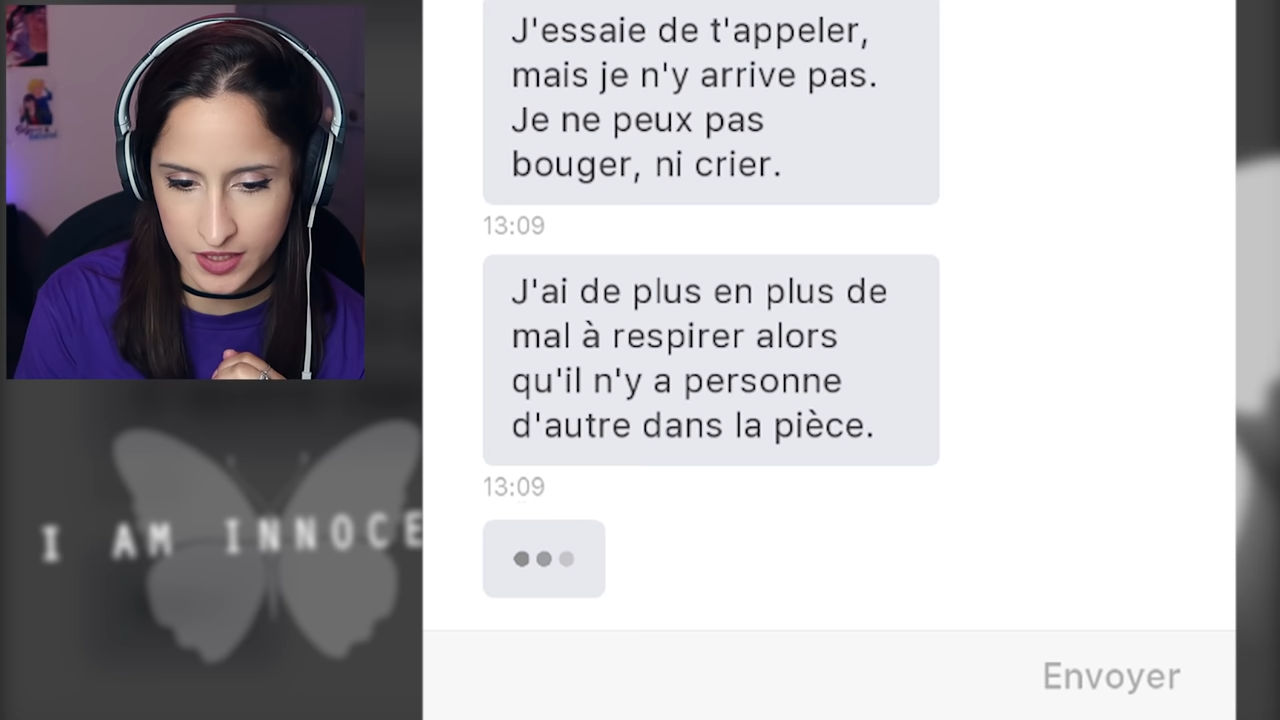 J'essaie de t'appeler,
mais je n'y arrive pas.
Je ne peux pas
bouger, ni crier.
13:09
J'ai de plus en plus de
mal à respirer alors
qu'il n'y a personne
d'autre dans la pièce.
13:09
I AM INNOCE
Envoyer